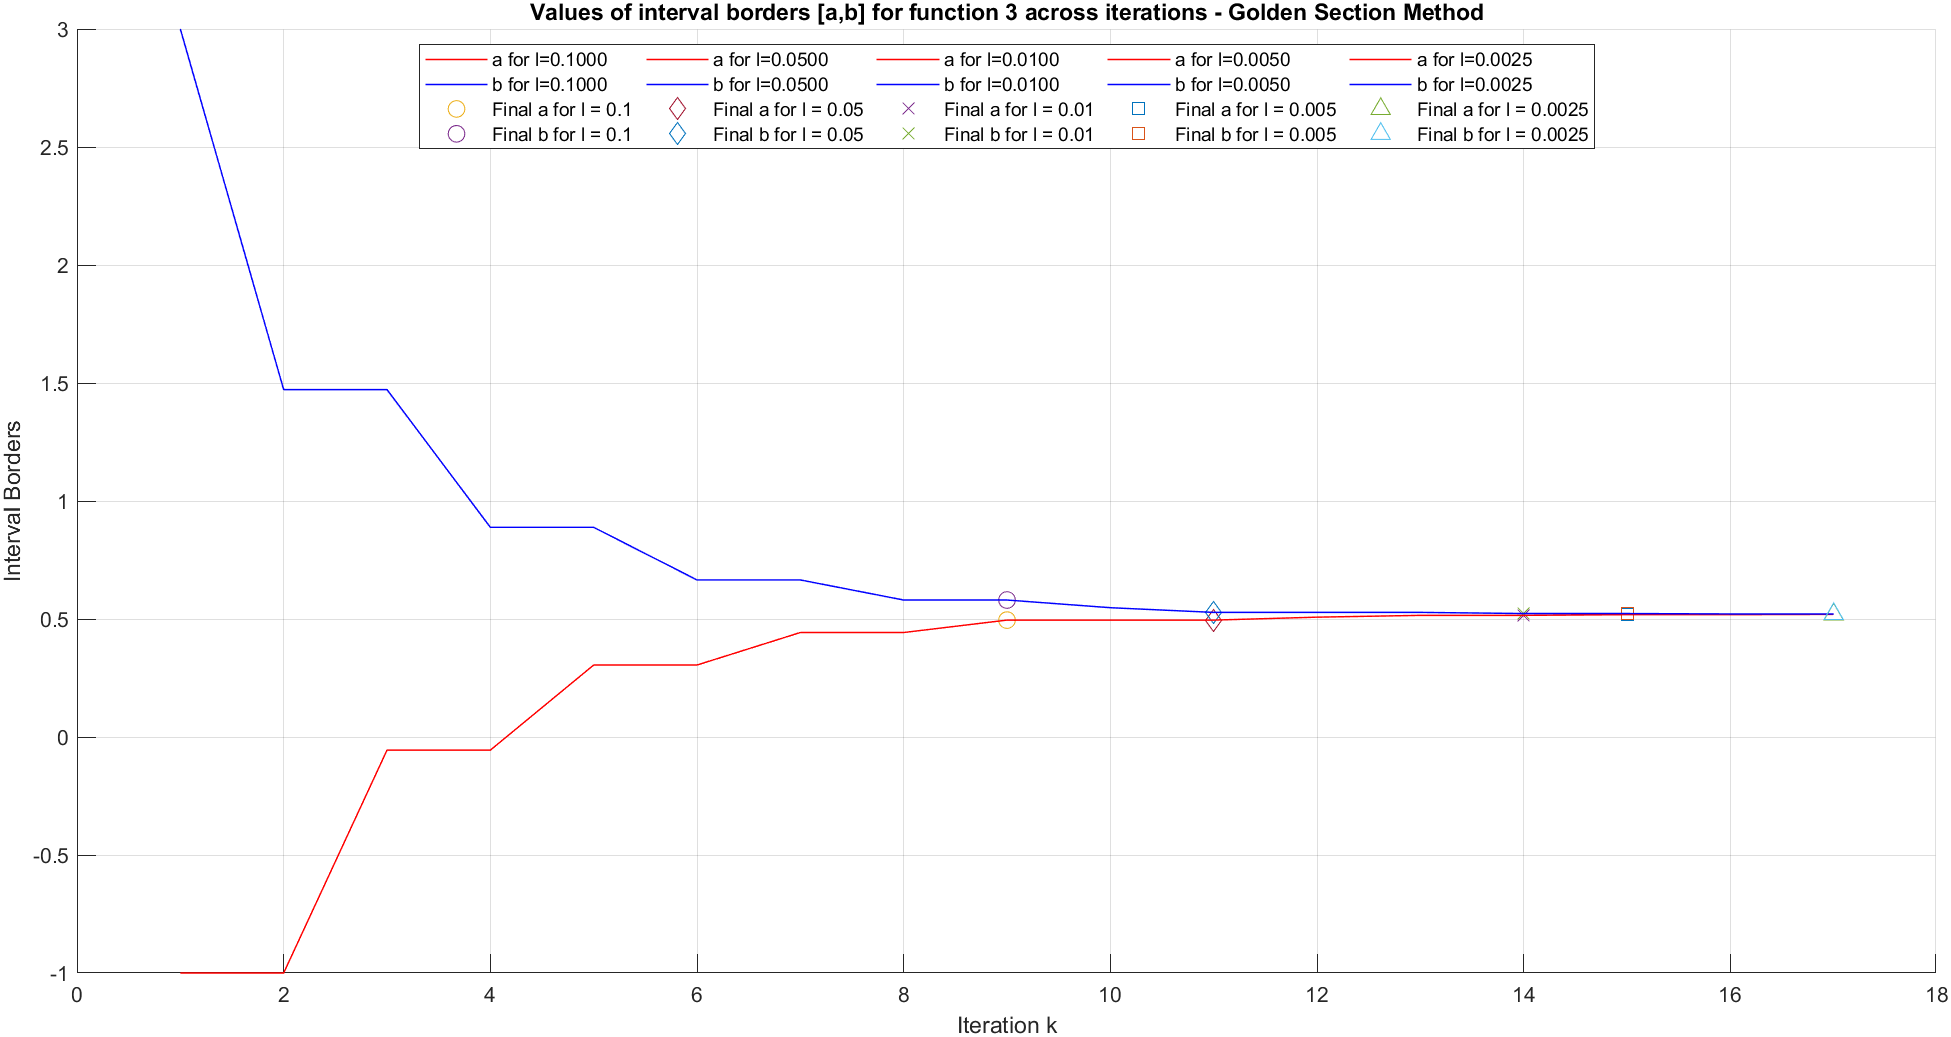 Values of interval borders [a,b] for function 3 across iterations - Golden Section Method
a for l=0.1000 a for l=0.0500 a for l=0.0100 a for l=0.0050 a for l=0.0025
b for l=0.1000 b for l=0.0500 b for l=0.0100 b for l=0.0050 b for l=0.0025
Final a for l = 0.1 Final a for l = 0.05 Final a for l = 0.01 Final a for l = 0.005 Final a for l = 0.0025
Final b for l = 0.1 Final b for l = 0.05 Final b for l = 0.01 Final b for l = 0.005 Final b for l = 0.0025
Interval Borders
3
2.5
2
1.5
1
0.5
0
-0.5
-1
0 2 4 6 8 10 12 14 16 18
Iteration k